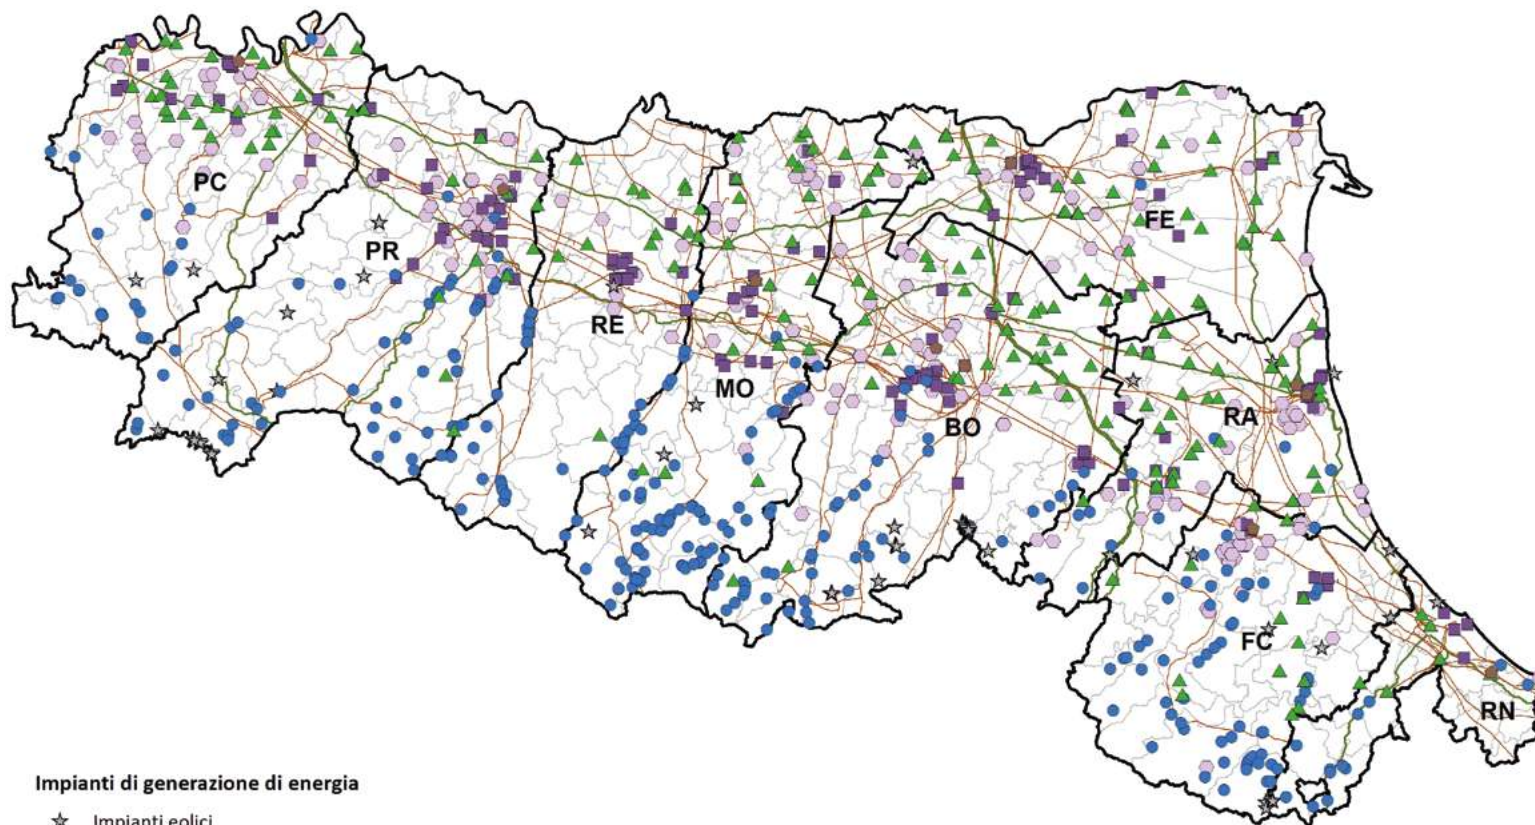 PC
PR
RE
MO
BO
FE
RA
FC
RN
Impianti di generazione di energia
Impianti eolici